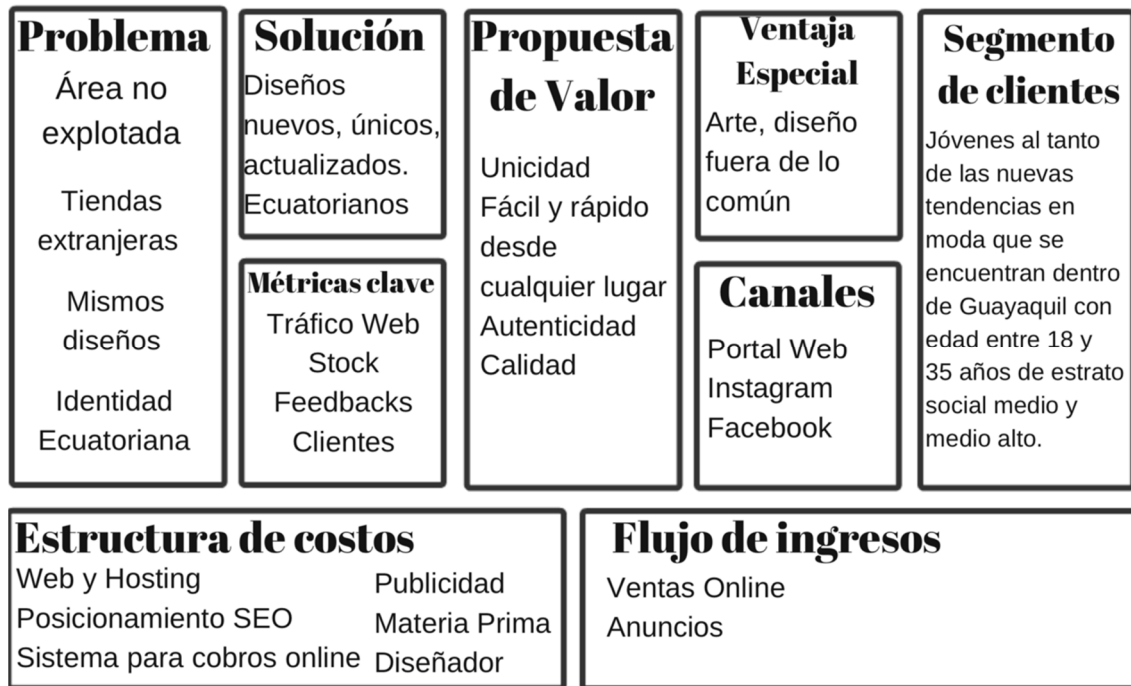 Problema
Área no
explotada
Tiendas
extranjeras
Mismos
diseños
Identidad
Ecuatoriana
Solución
Diseños
nuevos, únicos,
actualizados.
Ecuatorianos
Métricas clave
Tráfico Web
Stock
Feedbacks
Clientes
Propuesta
de Valor
Unicidad
Fácil y rápido
desde
cualquier lugar
Autenticidad
Calidad
Ventaja
Especial
Arte, diseño
fuera de lo
común
Canales
Portal Web
Instagram
Facebook
Segmento
de clientes
Jóvenes al tanto
de las nuevas
tendencias en
moda que se
encuentran dentro
de Guayaquil con
edad entre 18 y
35 años de estrato
social medio y
medio alto.
Estructura de costos
Web y Hosting
Posicionamiento SEO
Sistema para cobros online
Publicidad
Materia Prima
Diseñador
Flujo de ingresos
Ventas Online
Anuncios